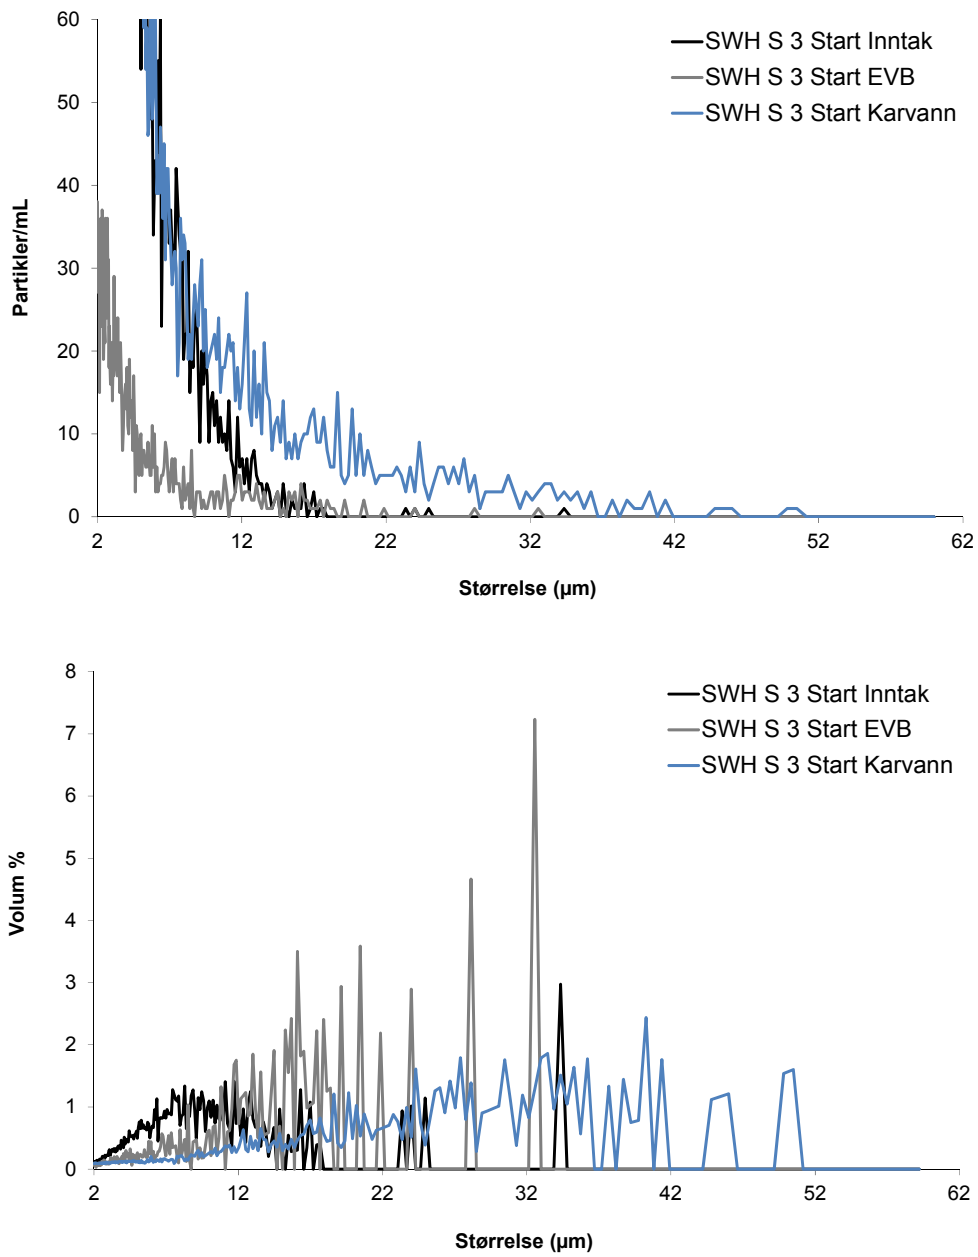 60
50
40
30
20
10
0
Partikler/mL
SWH S 3 Start Inntak
SWH S 3 Start EVB
SWH S 3 Start Karvann
2 12 22 32 42 52 62
Størrelse (µm)
8
7
6
5
4
3
2
1
0
Volum %
SWH S 3 Start Inntak
SWH S 3 Start EVB
SWH S 3 Start Karvann
2 12 22 32 42 52 62
Størrelse (µm)